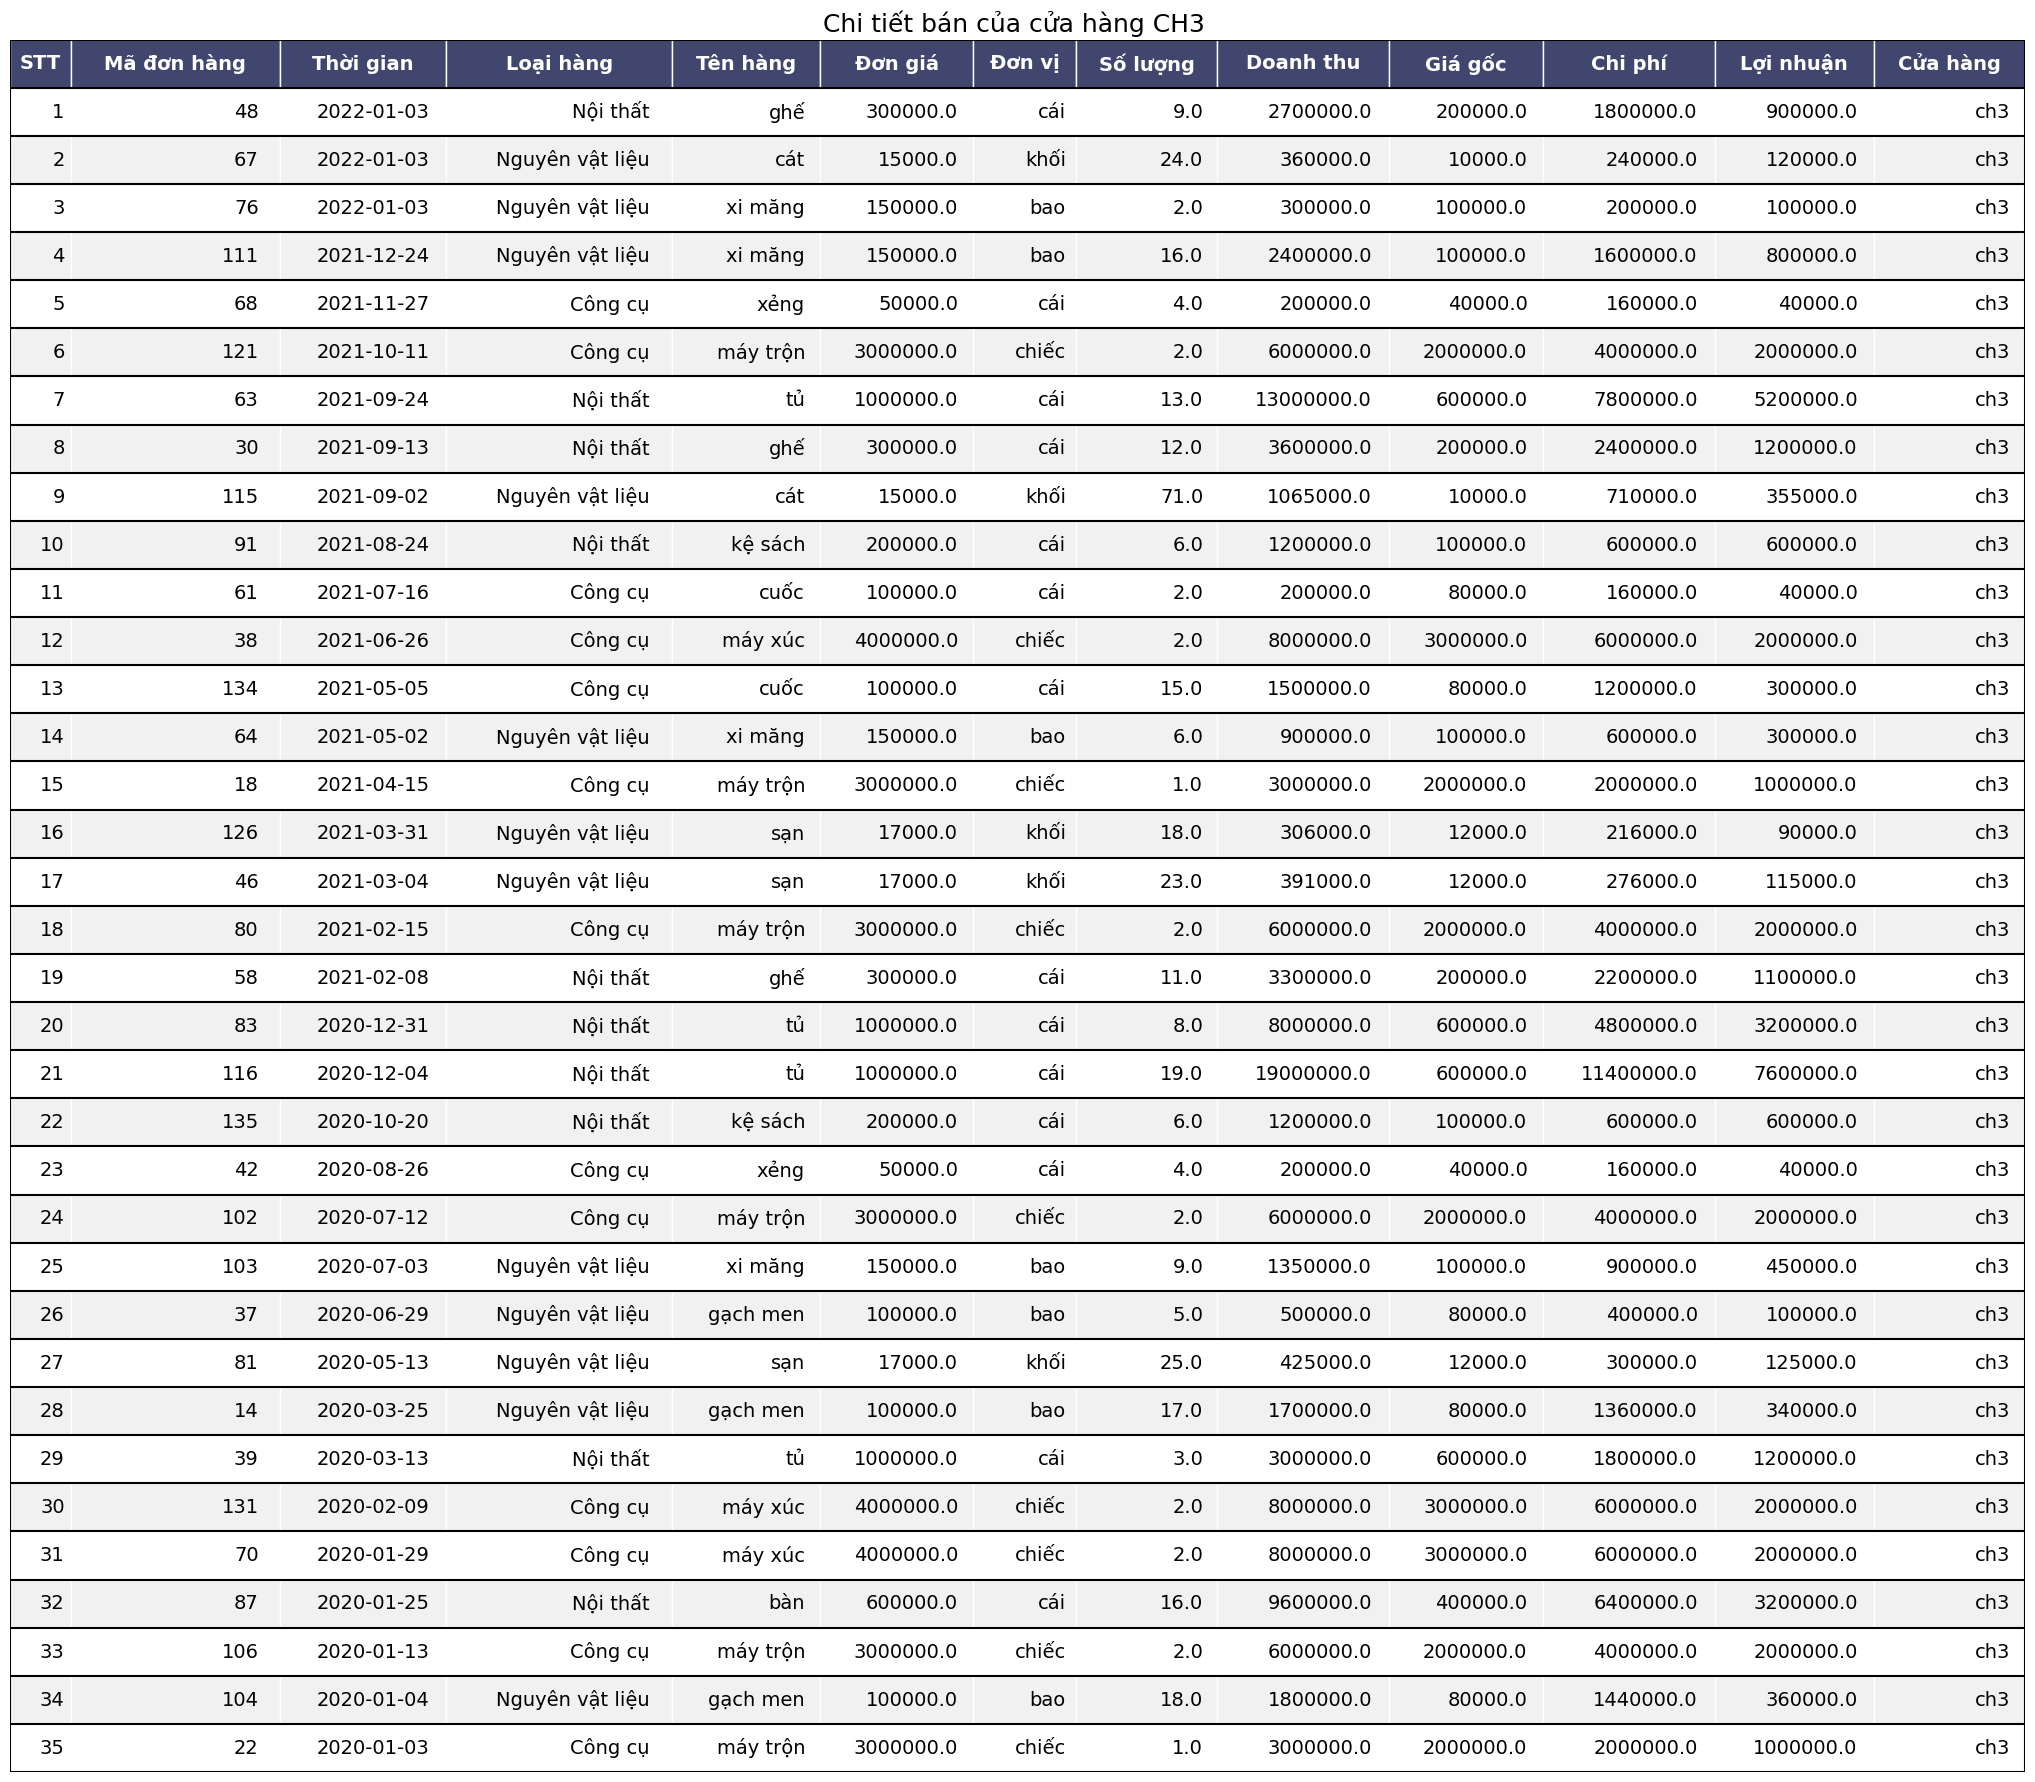 Chi tiết bán của cửa hàng CH3
STT Mã đơn hàng Thời gian Loại hàng Tên hàng Đơn giá Đơn vị Số lượng Doanh thu Giá gốc Chi phí Lợi nhuận Cửa hàng
1 48 2022-01-03 Nội thất ghế 300000.0 cái 9.0 2700000.0 200000.0 1800000.0 900000.0 ch3
2 67 2022-01-03 Nguyên vật liệu cát 15000.0 khối 24.0 360000.0 10000.0 240000.0 120000.0 ch3
3 76 2022-01-03 Nguyên vật liệu xi măng 150000.0 bao 2.0 300000.0 100000.0 200000.0 100000.0 ch3
4 111 2021-12-24 Nguyên vật liệu xi măng 150000.0 bao 16.0 2400000.0 100000.0 1600000.0 800000.0 ch3
5 68 2021-11-27 Công cụ xẻng 50000.0 cái 4.0 200000.0 40000.0 160000.0 40000.0 ch3
6 121 2021-10-11 Công cụ máy trộn 3000000.0 chiếc 2.0 6000000.0 2000000.0 4000000.0 2000000.0 ch3
7 63 2021-09-24 Nội thất tủ 1000000.0 cái 13.0 13000000.0 600000.0 7800000.0 5200000.0 ch3
8 30 2021-09-13 Nội thất ghế 300000.0 cái 12.0 3600000.0 200000.0 2400000.0 1200000.0 ch3
9 115 2021-09-02 Nguyên vật liệu cát 15000.0 khối 71.0 1065000.0 10000.0 710000.0 355000.0 ch3
10 91 2021-08-24 Nội thất kệ sách 200000.0 cái 6.0 1200000.0 100000.0 600000.0 600000.0 ch3
11 61 2021-07-16 Công cụ cuốc 100000.0 cái 2.0 200000.0 80000.0 160000.0 40000.0 ch3
12 38 2021-06-26 Công cụ máy xúc 4000000.0 chiếc 2.0 8000000.0 3000000.0 6000000.0 2000000.0 ch3
13 134 2021-05-05 Công cụ cuốc 100000.0 cái 15.0 1500000.0 80000.0 1200000.0 300000.0 ch3
14 64 2021-05-02 Nguyên vật liệu xi măng 150000.0 bao 6.0 900000.0 100000.0 600000.0 300000.0 ch3
15 18 2021-04-15 Công cụ máy trộn 3000000.0 chiếc 1.0 3000000.0 2000000.0 2000000.0 1000000.0 ch3
16 126 2021-03-31 Nguyên vật liệu sạn 17000.0 khối 18.0 306000.0 12000.0 216000.0 90000.0 ch3
17 46 2021-03-04 Nguyên vật liệu sạn 17000.0 khối 23.0 391000.0 12000.0 276000.0 115000.0 ch3
18 80 2021-02-15 Công cụ máy trộn 3000000.0 chiếc 2.0 6000000.0 2000000.0 4000000.0 2000000.0 ch3
19 58 2021-02-08 Nội thất ghế 300000.0 cái 11.0 3300000.0 200000.0 2200000.0 1100000.0 ch3
20 83 2020-12-31 Nội thất tủ 1000000.0 cái 8.0 8000000.0 600000.0 4800000.0 3200000.0 ch3
21 116 2020-12-04 Nội thất tủ 1000000.0 cái 19.0 19000000.0 600000.0 11400000.0 7600000.0 ch3
22 135 2020-10-20 Nội thất kệ sách 200000.0 cái 6.0 1200000.0 100000.0 600000.0 600000.0 ch3
23 42 2020-08-26 Công cụ xẻng 50000.0 cái 4.0 200000.0 40000.0 160000.0 40000.0 ch3
24 102 2020-07-12 Công cụ máy trộn 3000000.0 chiếc 2.0 6000000.0 2000000.0 4000000.0 2000000.0 ch3
25 103 2020-07-03 Nguyên vật liệu xi măng 150000.0 bao 9.0 1350000.0 100000.0 900000.0 450000.0 ch3
26 37 2020-06-29 Nguyên vật liệu gạch men 100000.0 bao 5.0 500000.0 80000.0 400000.0 100000.0 ch3
27 81 2020-05-13 Nguyên vật liệu sạn 17000.0 khối 25.0 425000.0 12000.0 300000.0 125000.0 ch3
28 14 2020-03-25 Nguyên vật liệu gạch men 100000.0 bao 17.0 1700000.0 80000.0 1360000.0 340000.0 ch3
29 39 2020-03-13 Nội thất tủ 1000000.0 cái 3.0 3000000.0 600000.0 1800000.0 1200000.0 ch3
30 131 2020-02-09 Công cụ máy xúc 4000000.0 chiếc 2.0 8000000.0 3000000.0 6000000.0 2000000.0 ch3
31 70 2020-01-29 Công cụ máy xúc 4000000.0 chiếc 2.0 8000000.0 3000000.0 6000000.0 2000000.0 ch3
32 87 2020-01-25 Nội thất bàn 600000.0 cái 16.0 9600000.0 400000.0 6400000.0 3200000.0 ch3
33 106 2020-01-13 Công cụ máy trộn 3000000.0 chiếc 2.0 6000000.0 2000000.0 4000000.0 2000000.0 ch3
34 104 2020-01-04 Nguyên vật liệu gạch men 100000.0 bao 18.0 1800000.0 80000.0 1440000.0 360000.0 ch3
35 22 2020-01-03 Công cụ máy trộn 3000000.0 chiếc 1.0 3000000.0 2000000.0 2000000.0 1000000.0 ch3